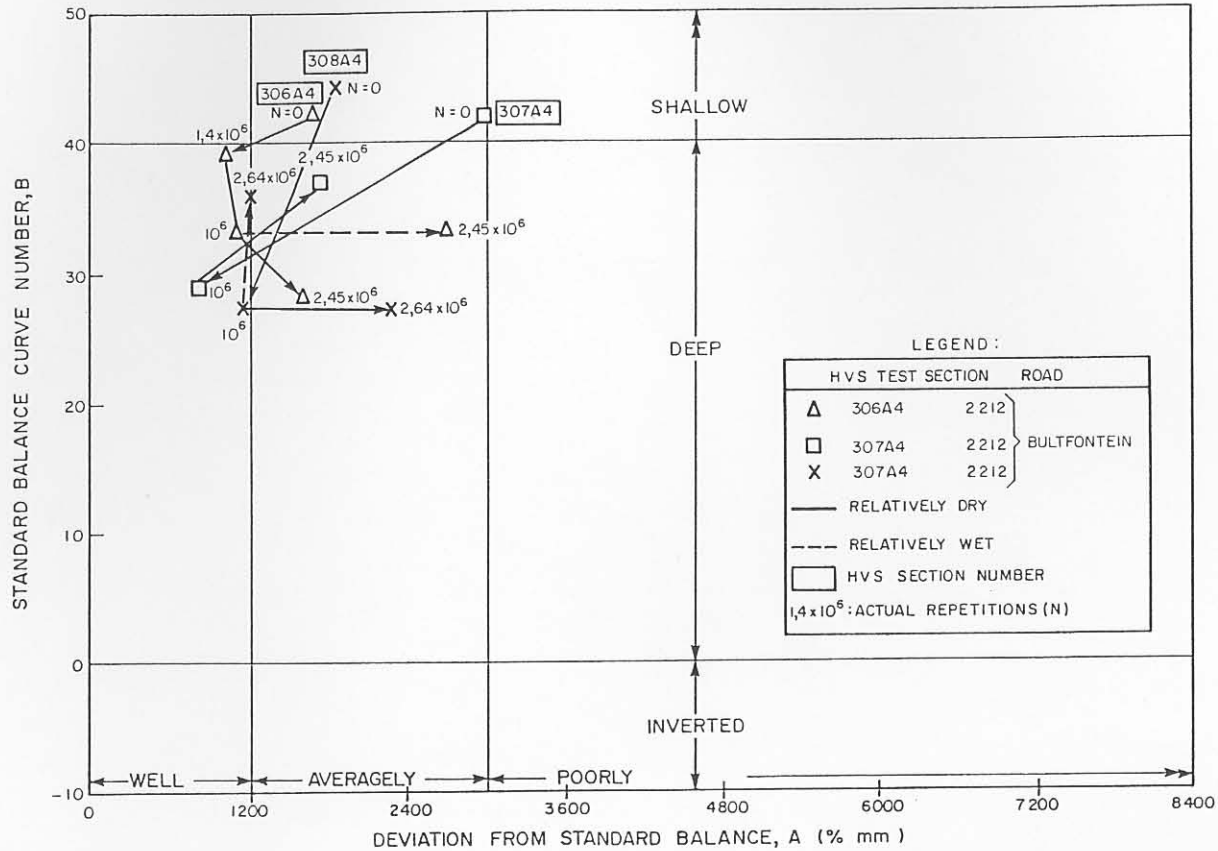 50
40
30
20
10
0
-10
STANDARD BALANCE CURVE NUMBER, B
308A4
N=0
306A4
N=0
N=0 307A4
1,4x10⁶
2,45x10⁶
2,64x10⁶
10⁶
2,45x10⁶
10⁶
2,45x10⁶
2,64x10⁶
10⁶
SHALLOW
DEEP
INVERTED
LEGEND:
HVS TEST SECTION ROAD
306A4 2212
307A4 2212 BULTFONTEIN
307A4 2212
RELATIVELY DRY
RELATIVELY WET
HVS SECTION NUMBER
1,4x10⁶: ACTUAL REPETITIONS (N)
WELL AVERAGELY POORLY
0 1200 2400 3600 4800 6000 7200 8400
DEVIATION FROM STANDARD BALANCE, A (% mm)